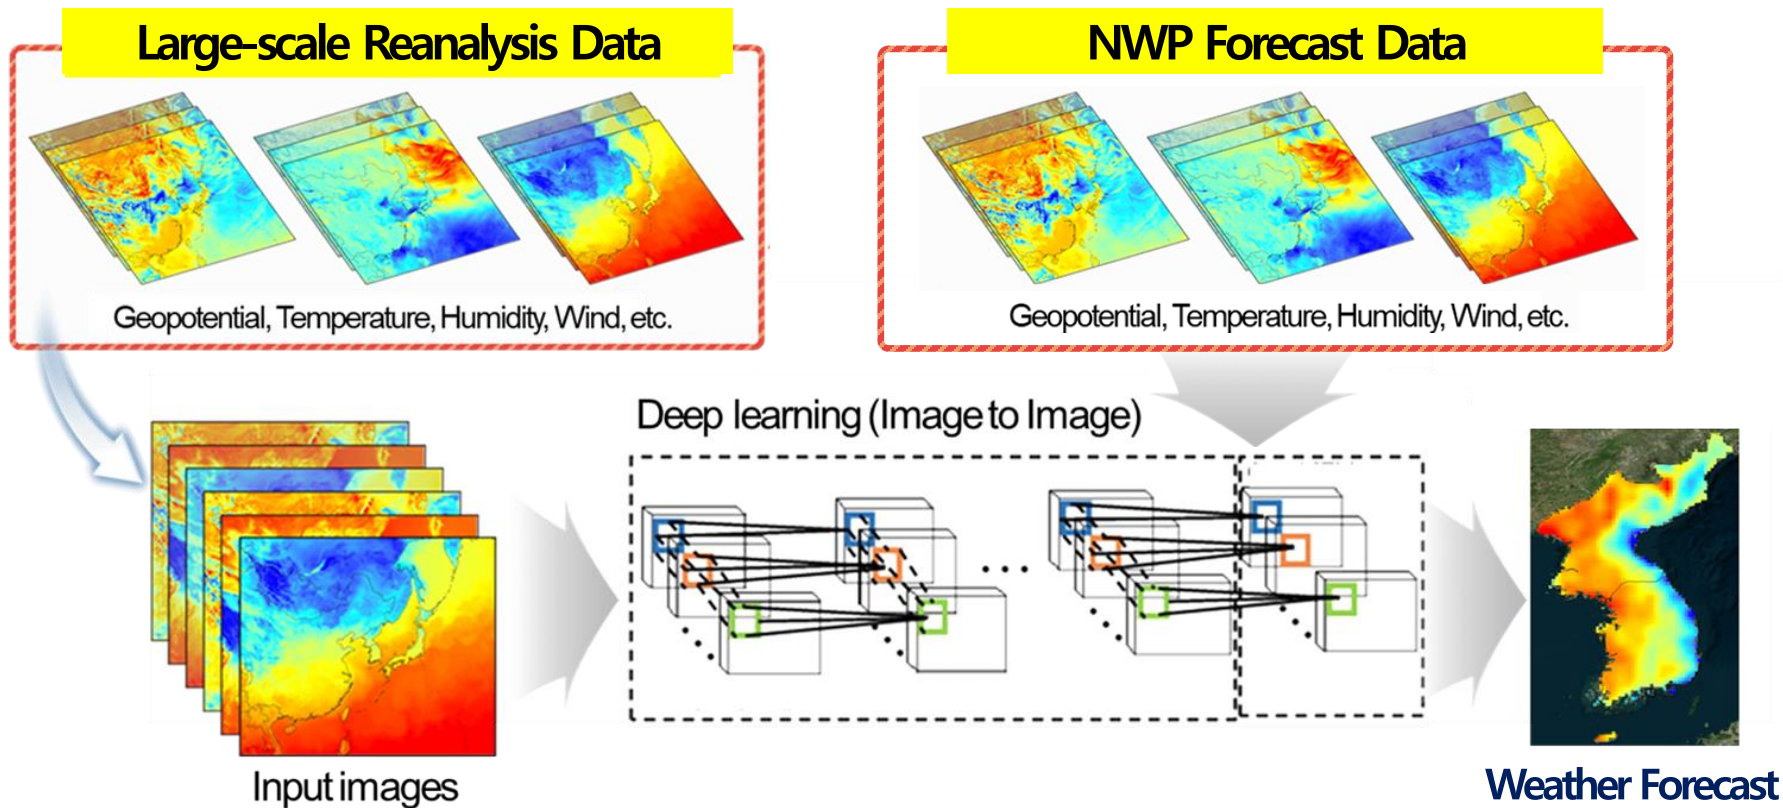 Large-scale Reanalysis Data
NWP Forecast Data
Geopotential, Temperature, Humidity, Wind, etc.
Geopotential, Temperature, Humidity, Wind, etc.
Deep learning (Image to Image)
Input images
Weather Forecast